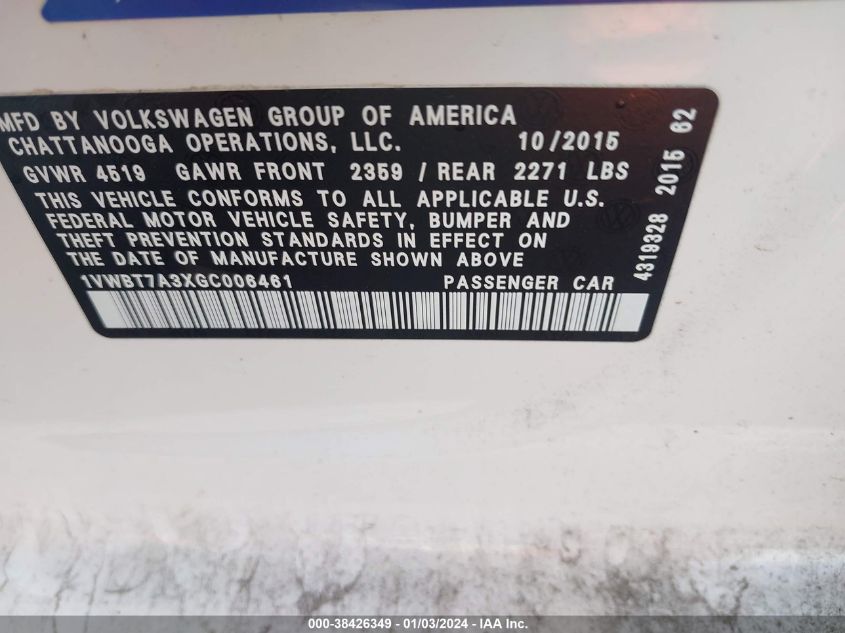 MFD BY VOLKSWAGEN GROUP OF AMERICA
CHATTANOOGA OPERATIONS, LLC. 10/2015
GVWR 4519 GAWR FRONT 2359 / REAR 2271 LBS
THIS VEHICLE CONFORMS TO ALL APPLICABLE U.S.
FEDERAL MOTOR VEHICLE SAFETY, BUMPER AND
THEFT PREVENTION STANDARDS IN EFFECT ON
THE DATE OF MANUFACTURE SHOWN ABOVE
1VWBT7A3XGC006461 PASSENGER CAR
4319328 2015 62
000-38426349 - 01/03/2024 - IAA Inc.